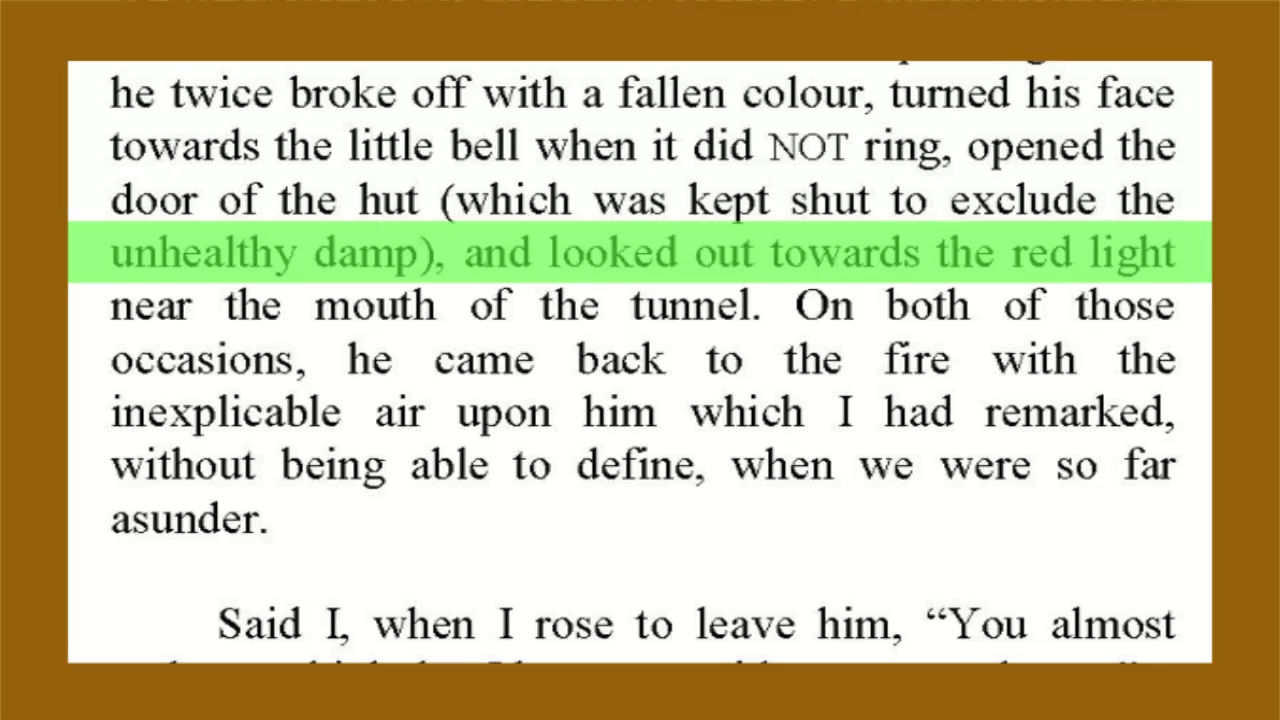 he twice broke off with a fallen colour, turned his face
towards the little bell when it did NOT ring, opened the
door of the hut (which was kept shut to exclude the
unhealthy damp), and looked out towards the red light
near the mouth of the tunnel. On both of those
occasions, he came back to the fire with the
inexplicable air upon him which I had remarked,
without being able to define, when we were so far
asunder.
Said I, when I rose to leave him, “You almost